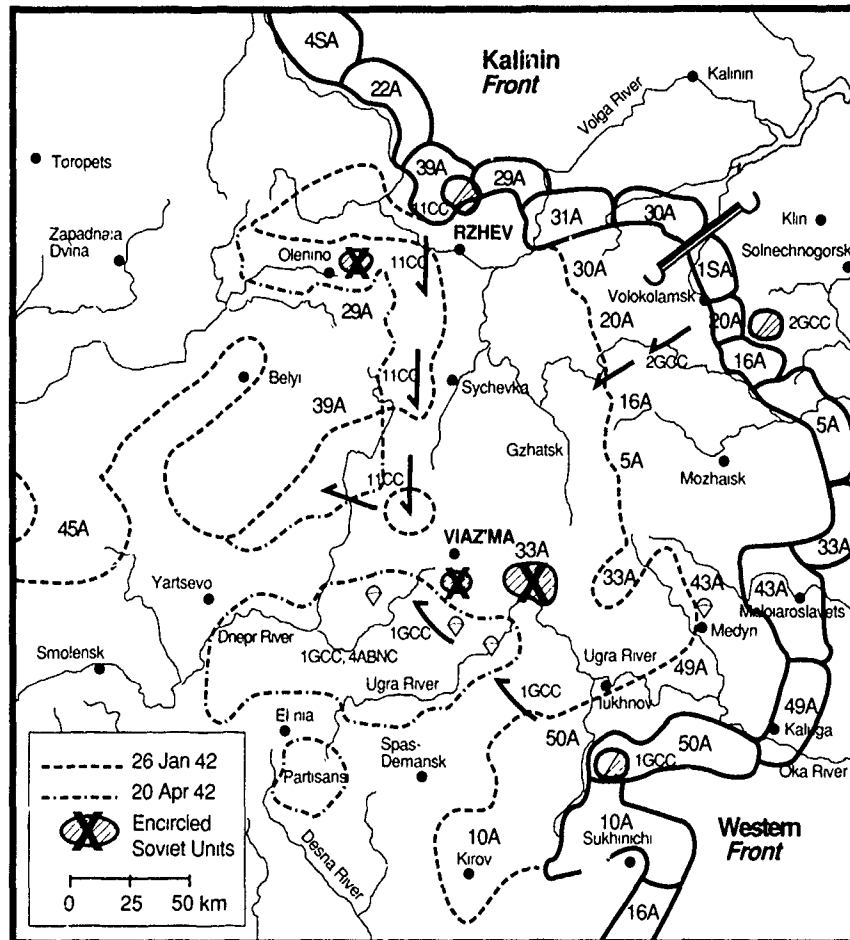 4SA
Kalinin
Front
22A
Kalinin
Volga River
Toropets
39A
29A
11CC
31A
30A
Klin
Zapadnaia
Dvina
RZHEV
Solnechnogorsk
Olenino
11CC
30A
1SA
Volokolamsk
29A
20A
20A
2GCC
2GCC
16A
Belyi
11CC
Sychevka
39A
16A
5A
Gzhatsk
5A
Mozhaisk
11CC
45A
VIAZ'MA
33A
33A
33A
43A
43A
Yartsevo
Maloiaroslavets
Dnepr River
1GCC
Medyn
Smolensk
1GCC, 4ABNC
Ugra River
49A
Ugra River
1GCC
Iukhnov
49A
Elnia
50A
50A
Kaluga
Spas-
Demansk
1GCC
Oka River
Partisans
26 Jan 42
20 Apr 42
Encircled
Soviet Units
0 25 50 km
Desna River
10A
Kirov
10A
Sukhinichi
Western
Front
16A